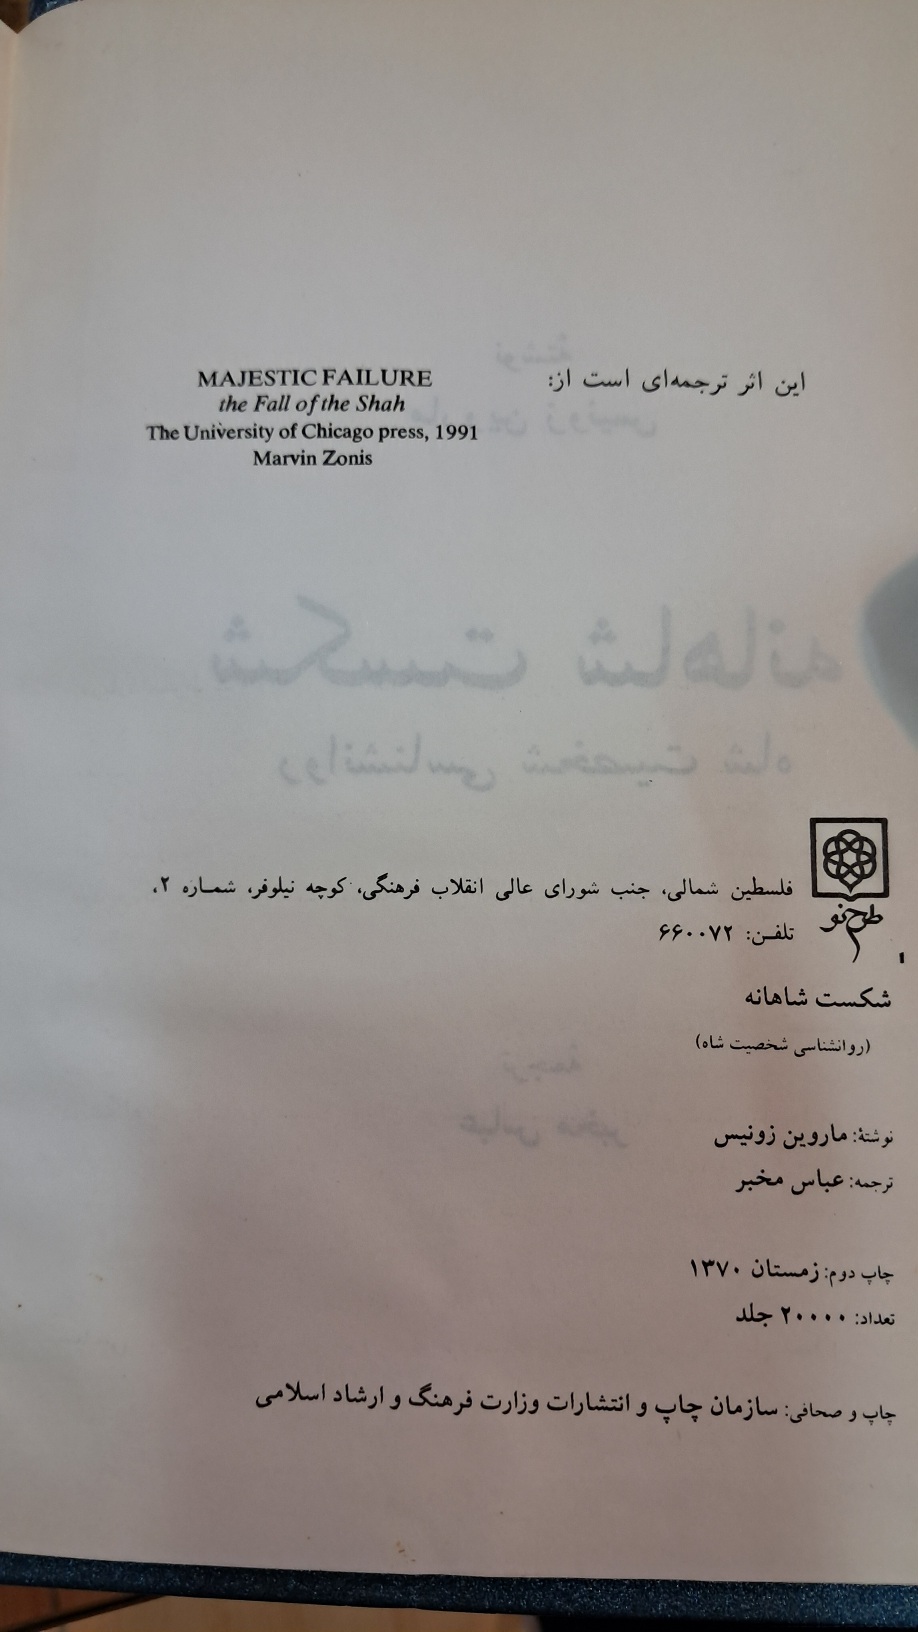 این اثر ترجمه‌ای است از:
MAJESTIC FAILURE
the Fall of the Shah
The University of Chicago press, 1991
Marvin Zonis
طرح نو
فلسطین شمالی، جنب شورای عالی انقلاب فرهنگی، کوچه نیلوفر، شماره ۲،
تلفن: ۶۶۰۰۷۲
شکست شاهانه
(روانشناسی شخصیت شاه)
نوشتهٔ: ماروین زونیس
ترجمه: عباس مخبر
چاپ دوم: زمستان ۱۳۷۰
تعداد: ۲۰۰۰۰ جلد
چاپ و صحافی: سازمان چاپ و انتشارات وزارت فرهنگ و ارشاد اسلامی